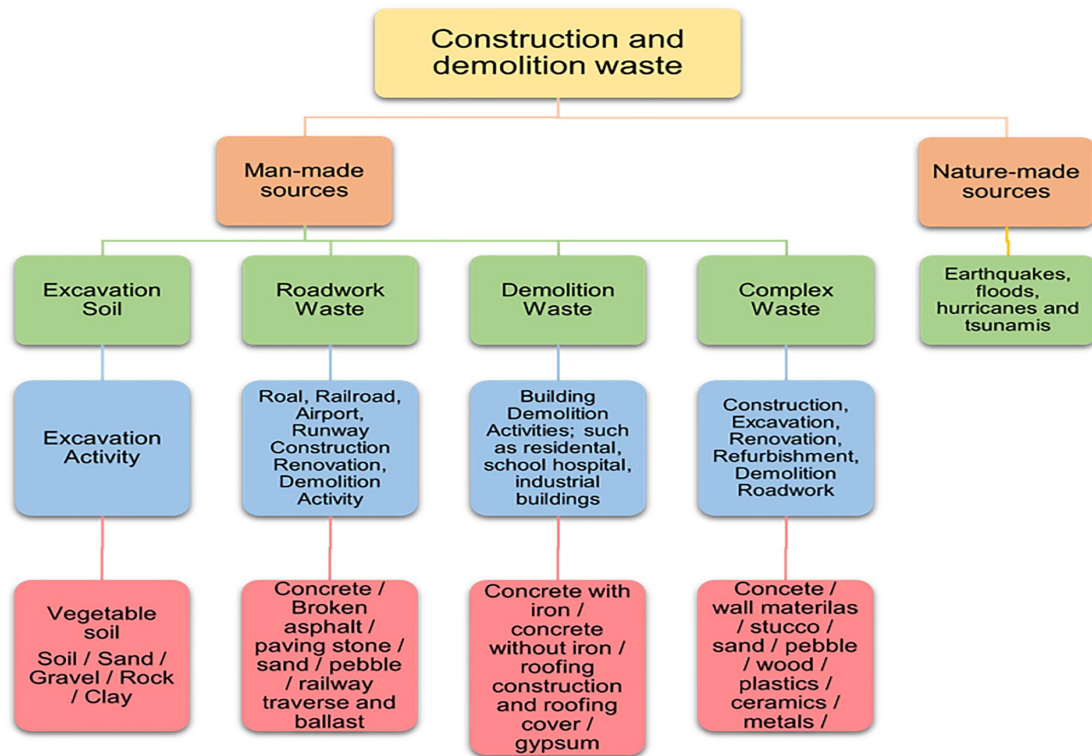 Construction and
demolition waste
Man-made
sources
Nature-made
sources
Excavation
Soil
Roadwork
Waste
Demolition
Waste
Complex
Waste
Earthquakes,
floods,
hurricanes and
tsunamis
Excavation
Activity
Roal, Railroad,
Airport,
Runway
Construction
Renovation,
Demolition
Activity
Building
Demolition
Activities; such
as residental,
school hospital,
industrial
buildings
Construction,
Excavation,
Renovation,
Refurbishment,
Demolition
Roadwork
Vegetable
soil
Soil / Sand /
Gravel / Rock
/ Clay
Concrete /
Broken
asphalt /
paving stone /
sand / pebble
/ railway
traverse and
ballast
Concrete with
iron /
concrete
without iron /
roofing
construction
and roofing
cover /
gypsum
Concete /
wall materilas
/ stucco /
sand / pebble
/ wood /
plastics /
ceramics /
metals /